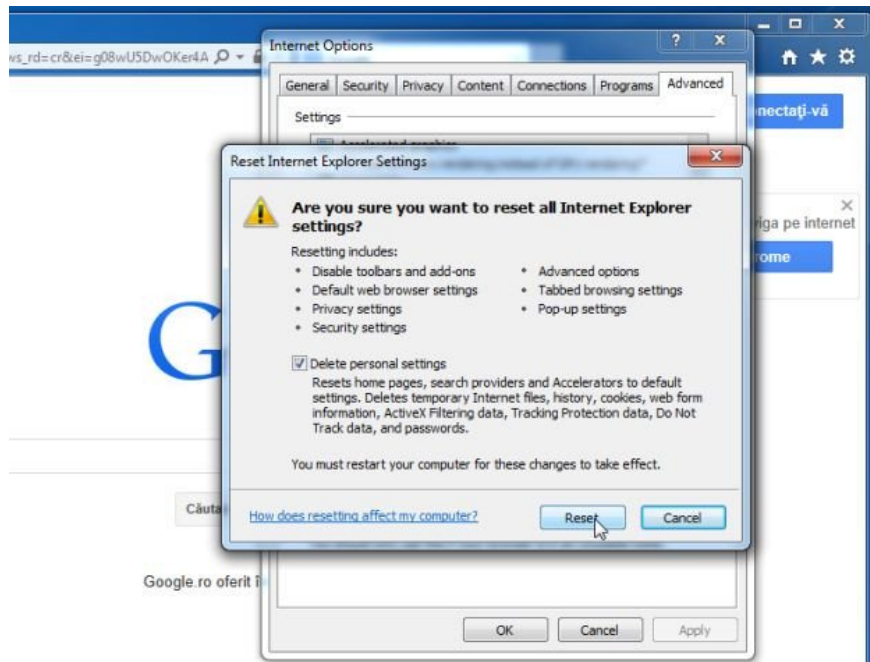 Internet Options
ws_rd=cr&ei=g08wU5DwOKer4A
General Security Privacy Content Connections Programs Advanced
nectaţi-vă
Settings
Reset Internet Explorer Settings
Are you sure you want to reset all Internet Explorer
settings?
viga pe internet
rome
Resetting includes:
• Disable toolbars and add-ons
• Default web browser settings
• Privacy settings
• Security settings
• Advanced options
• Tabbed browsing settings
• Pop-up settings
G
Delete personal settings
Resets home pages, search providers and Accelerators to default
settings. Deletes temporary Internet files, history, cookies, web form
information, ActiveX Filtering data, Tracking Protection data, Do Not
Track data, and passwords.
You must restart your computer for these changes to take effect.
Căuta
How does resetting affect my computer?
Reset
Cancel
Google.ro oferit î
OK
Cancel
Apply